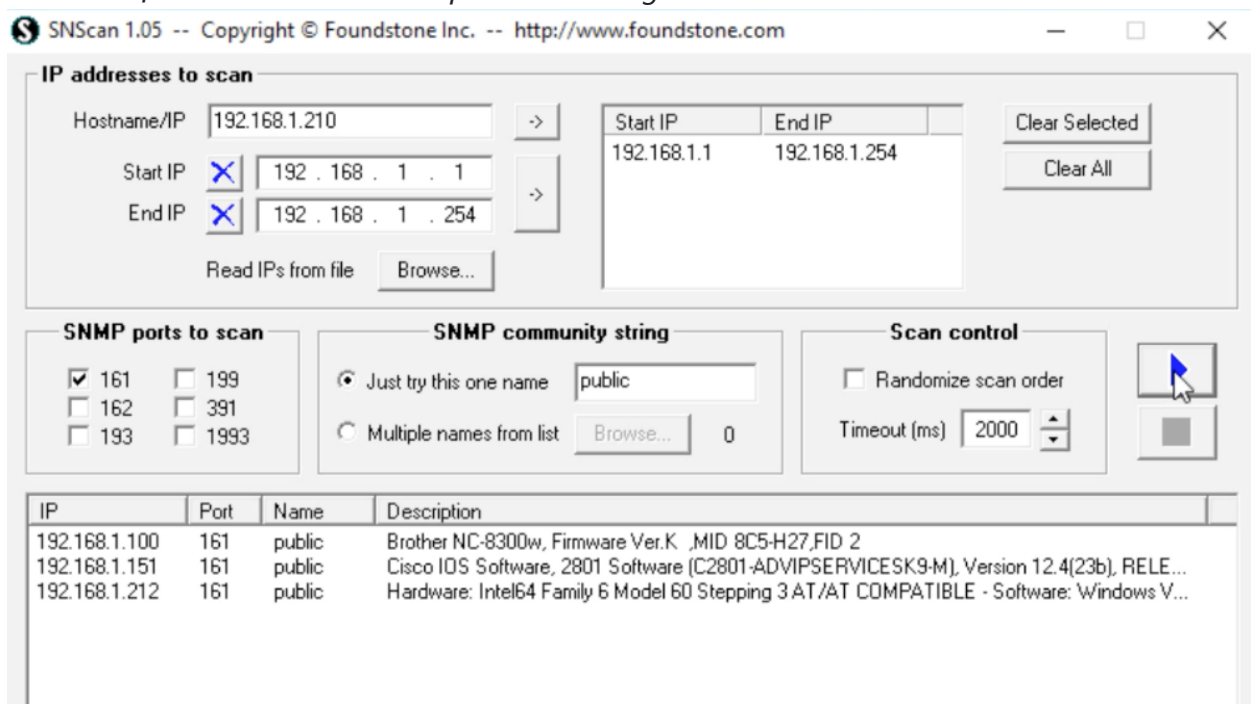 SNScan 1.05 -- Copyright © Foundstone Inc. -- http://www.foundstone.com
IP addresses to scan
Hostname/IP 192.168.1.210 ->
Start IP 192 . 168 . 1 . 1
End IP 192 . 168 . 1 . 254
->
Read IPs from file Browse...
Start IP End IP
192.168.1.1 192.168.1.254
Clear Selected
Clear All
SNMP ports to scan
161 199
162 391
193 1993
SNMP community string
Just try this one name public
Multiple names from list Browse... 0
Scan control
Randomize scan order
Timeout (ms) 2000
IP Port Name Description
192.168.1.100 161 public Brother NC-8300w, Firmware Ver.K ,MID 8C5-H27,FID 2
192.168.1.151 161 public Cisco IOS Software, 2801 Software (C2801-ADVIPSERVICESK9-M), Version 12.4(23b), RELE...
192.168.1.212 161 public Hardware: Intel64 Family 6 Model 60 Stepping 3 AT/AT COMPATIBLE - Software: Windows V...